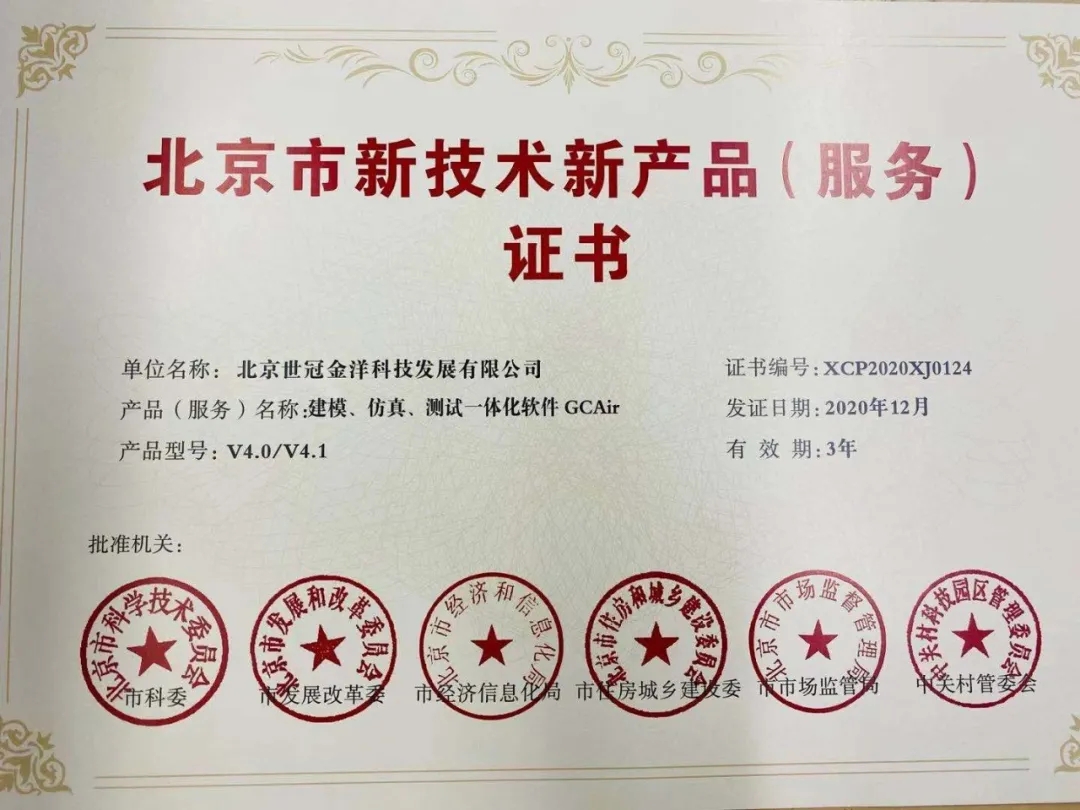 北京市新技术新产品（服务）
证书
单位名称：北京世冠金洋科技发展有限公司
证书编号：XCP2020XJ0124
产品（服务）名称：建模、仿真、测试一体化软件 GCAir
发证日期：2020年12月
产品型号：V4.0/V4.1
有 效 期：3年
批准机关：
北京市科学技术委员会
市科委
北京市发展和改革委员会
市发展改革委
北京市经济和信息化局
市经济信息化局
北京市住房和城乡建设委员会
市住房城乡建设委
北京市市场监督管理局
市市场监管局
中关村科技园区管理委员会
中关村管委会